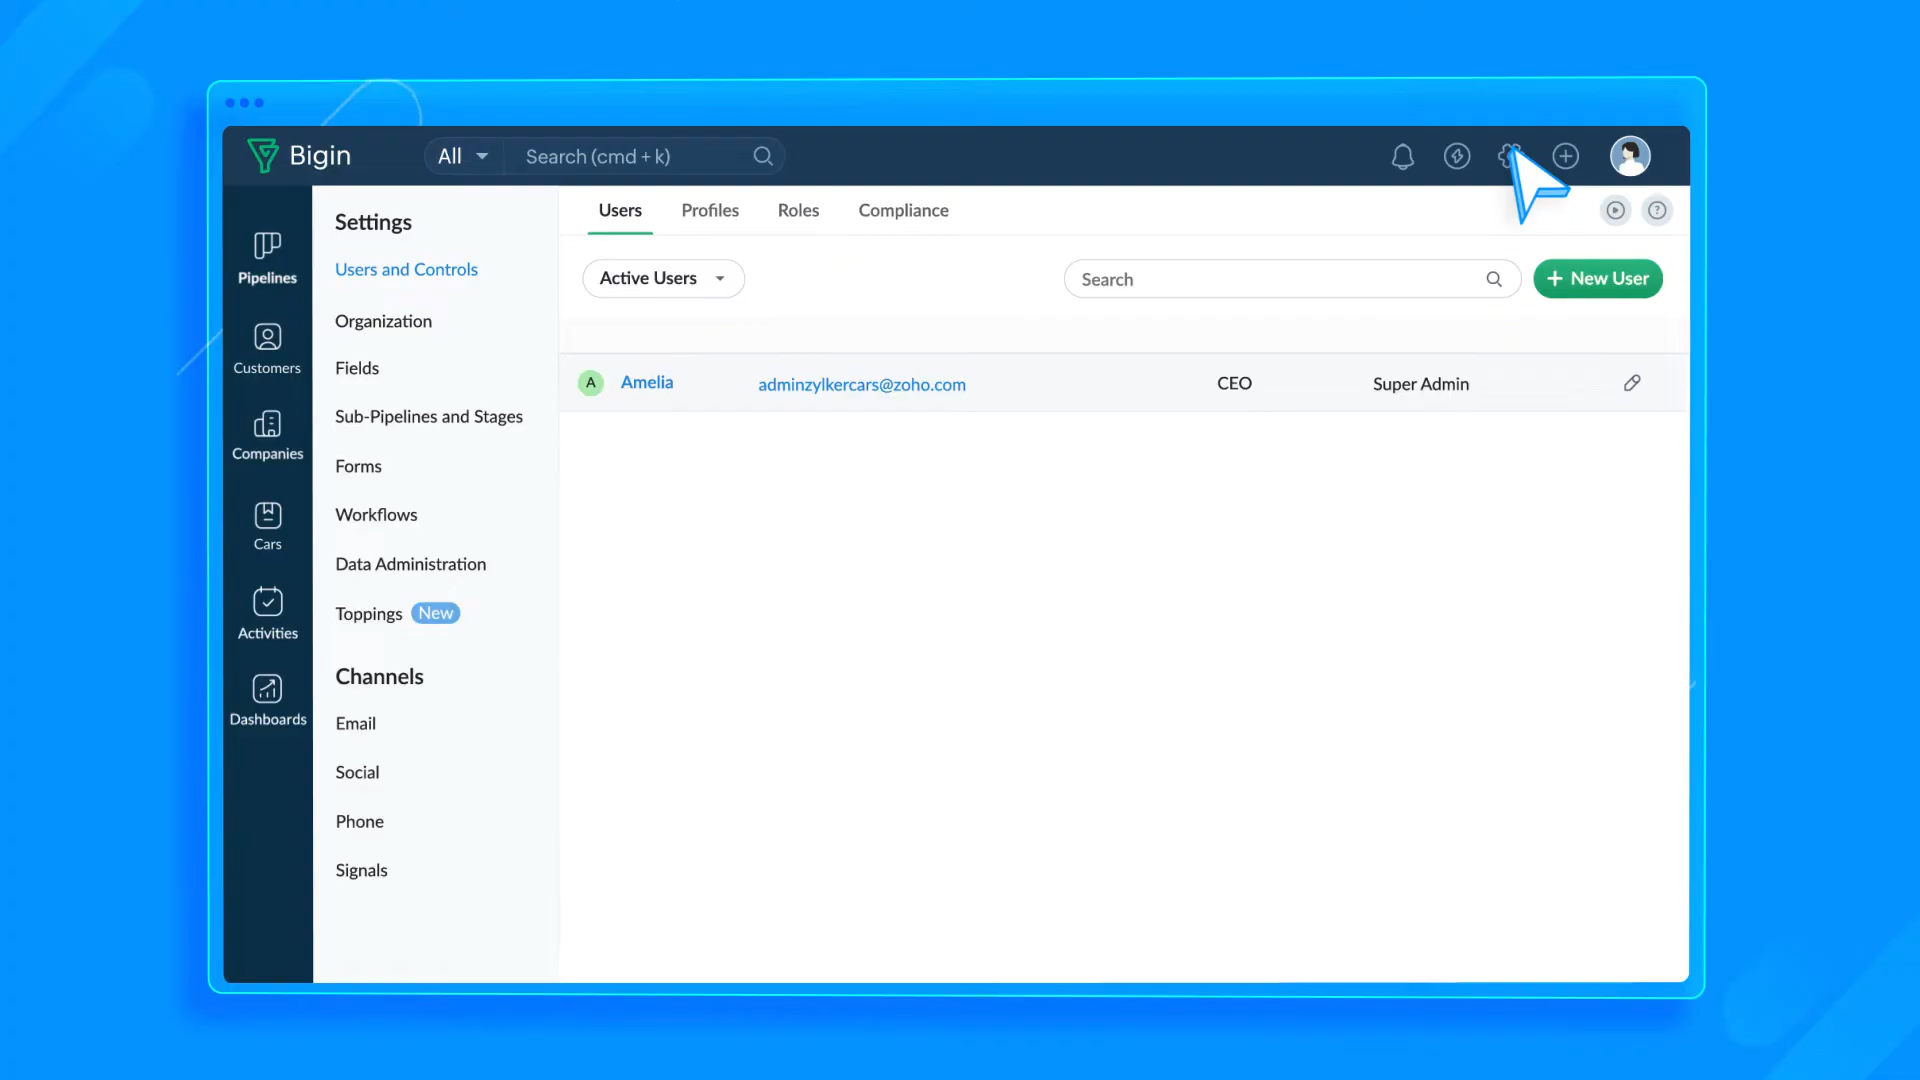 Bigin
All
Search (cmd + k)
Pipelines
Customers
Companies
Cars
Activities
Dashboards
Settings
Users and Controls
Organization
Fields
Sub-Pipelines and Stages
Forms
Workflows
Data Administration
Toppings New
Channels
Email
Social
Phone
Signals
Users Profiles Roles Compliance
?
Active Users
Search
+ New User
A Amelia adminzylkercars@zoho.com CEO Super Admin